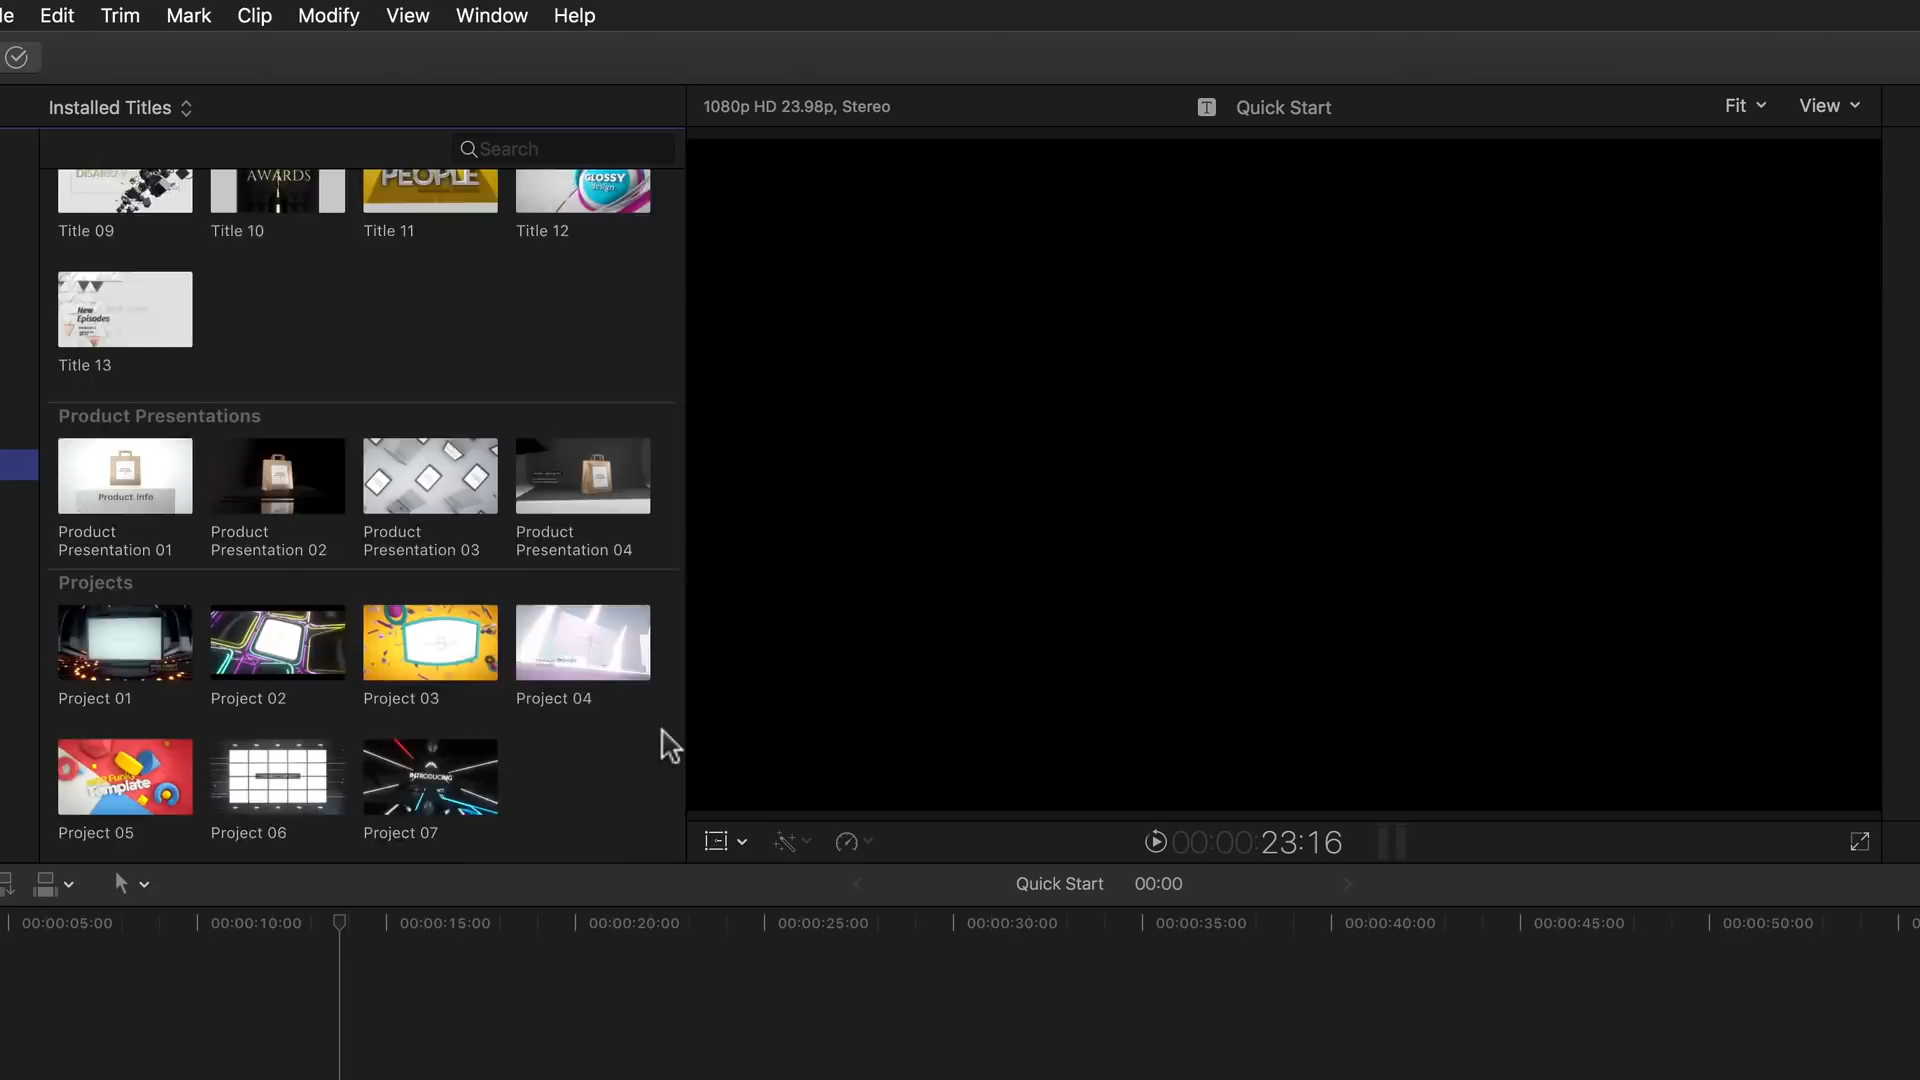 le Edit Trim Mark Clip Modify View Window Help
Installed Titles
1080p HD 23.98p, Stereo
T Quick Start
Fit
View
Search
AWARDS
PEOPLE
GLOSSY
design
Title 09
Title 10
Title 11
Title 12
New
Episodes
Title 13
Product Presentations
Product Info
Product
Presentation 01
Product
Presentation 02
Product
Presentation 03
Product
Presentation 04
Projects
Project 01
Project 02
Project 03
Project 04
Template
INTRODUCING
Project 05
Project 06
Project 07
00:00:23:16
Quick Start 00:00
00:00:05:00 00:00:10:00 00:00:15:00 00:00:20:00 00:00:25:00 00:00:30:00 00:00:35:00 00:00:40:00 00:00:45:00 00:00:50:00